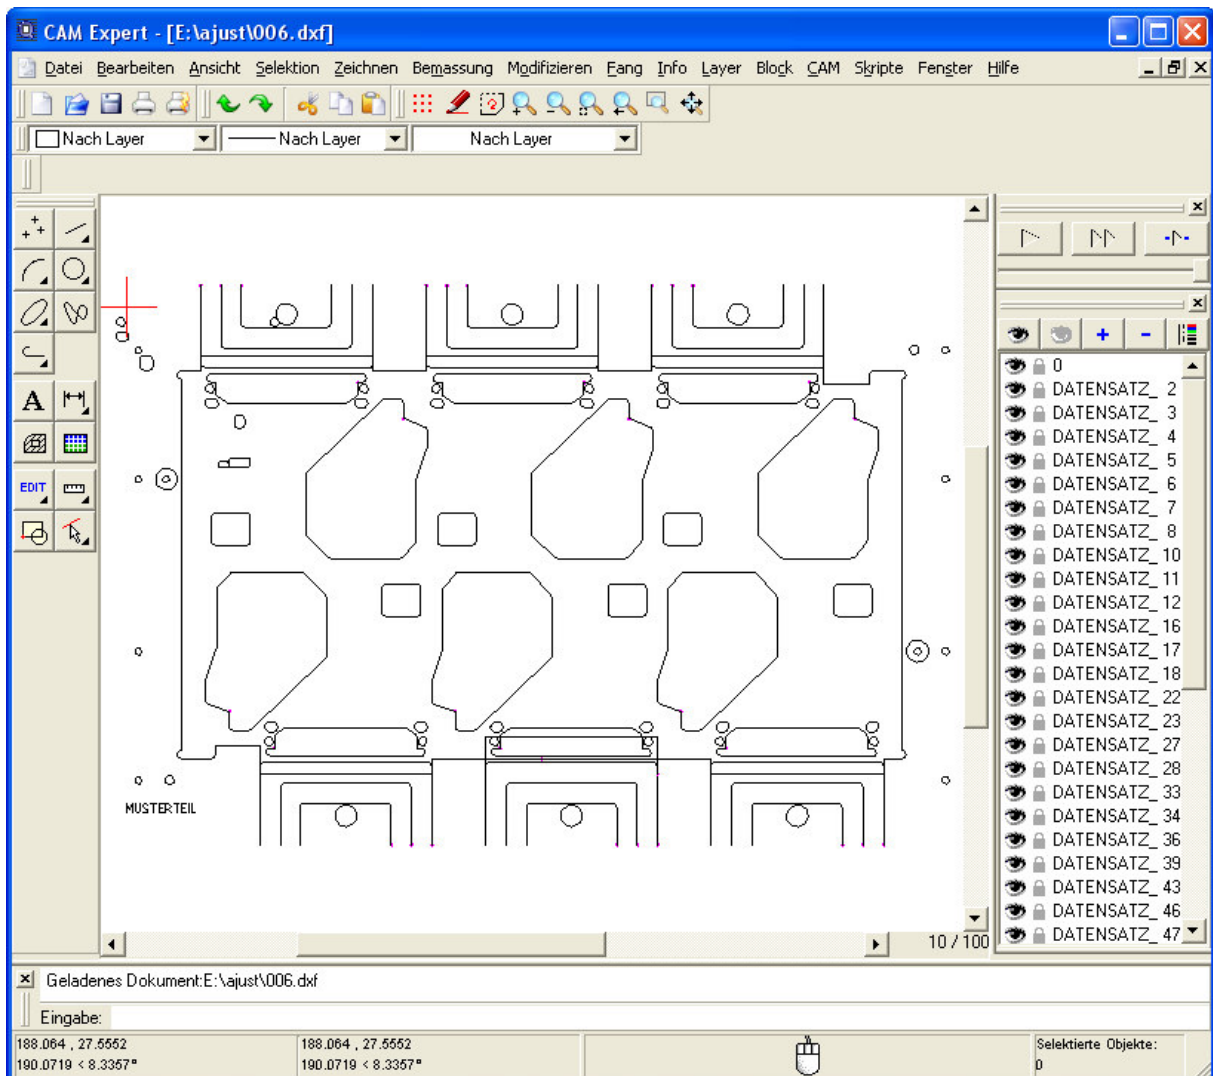 CAM Expert - [E:\ajust\006.dxf]
Datei Bearbeiten Ansicht Selektion Zeichnen Bemassung Modifizieren Fang Info Layer Block CAM Skripte Fenster Hilfe
Nach Layer Nach Layer Nach Layer
0
DATENSATZ_ 2
DATENSATZ_ 3
DATENSATZ_ 4
A
DATENSATZ_ 5
EDIT
DATENSATZ_ 6
DATENSATZ_ 7
DATENSATZ_ 8
DATENSATZ_ 10
DATENSATZ_ 11
DATENSATZ_ 12
DATENSATZ_ 16
DATENSATZ_ 17
DATENSATZ_ 18
DATENSATZ_ 22
DATENSATZ_ 23
DATENSATZ_ 27
DATENSATZ_ 28
DATENSATZ_ 33
MUSTERTEIL
DATENSATZ_ 34
DATENSATZ_ 36
DATENSATZ_ 39
DATENSATZ_ 43
DATENSATZ_ 46
DATENSATZ_ 47
10 / 100
Geladenes Dokument:E:\ajust\006.dxf
Eingabe:
188.064 , 27.5552 188.064 , 27.5552 Selektierte Objekte:
190.0719 < 8.3357° 190.0719 < 8.3357° 0